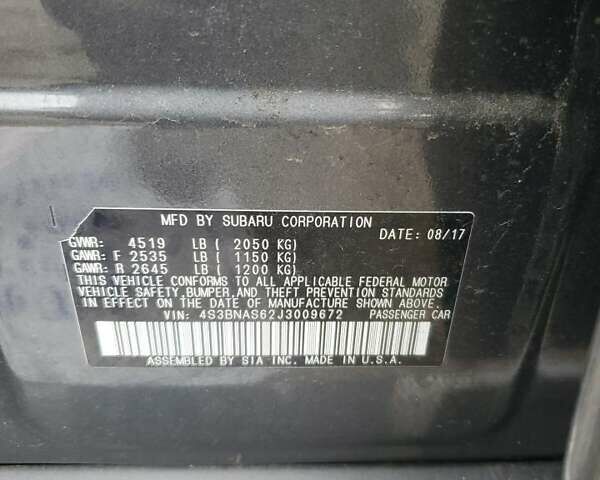 MFD BY SUBARU CORPORATION
DATE: 08/17
GVWR: 4519 LB ( 2050 KG)
GAWR: F 2535 LB ( 1150 KG)
GAWR: R 2645 LB ( 1200 KG)
THIS VEHICLE CONFORMS TO ALL APPLICABLE FEDERAL MOTOR
VEHICLE SAFETY, BUMPER, AND THEFT PREVENTION STANDARDS
IN EFFECT ON THE DATE OF MANUFACTURE SHOWN ABOVE.
VIN: 4S3BNAS62J3009672 PASSENGER CAR
ASSEMBLED BY SIA INC. MADE IN U.S.A.